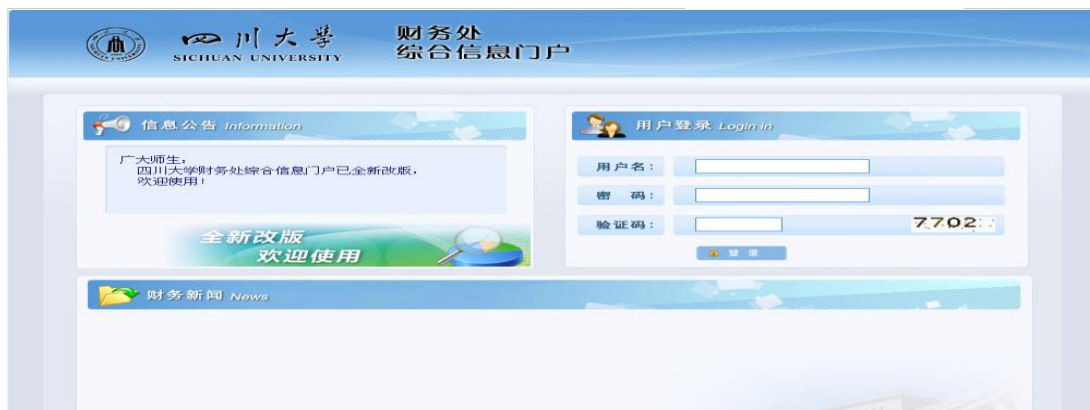 四川大学
SICHUAN UNIVERSITY
财务处
综合信息门户
信息公告 Information
广大师生：
四川大学财务处综合信息门户已全新改版，
欢迎使用！
全新改版
欢迎使用
用户登录 Login in
用户名：
密 码：
验证码：
7702
登 录
财务新闻 News